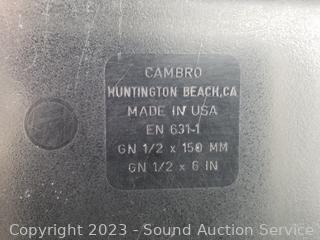 CAMBRO
HUNTINGTON BEACH,CA
MADE IN USA
EN 631-1
GN 1/2 x 150 MM
GN 1/2 x 6 IN
Copyright 2023 - Sound Auction Service